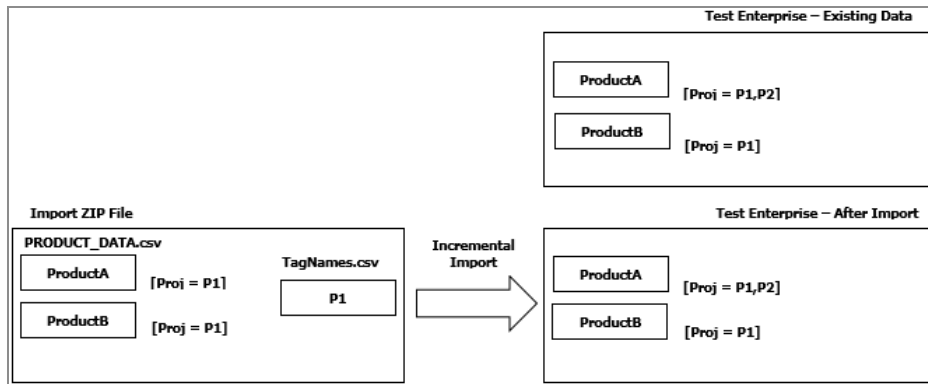 Test Enterprise – Existing Data
ProductA
[Proj = P1,P2]
ProductB
[Proj = P1]
Import ZIP File
PRODUCT_DATA.csv
ProductA
[Proj = P1]
ProductB
[Proj = P1]
TagNames.csv
P1
Incremental
Import
Test Enterprise – After Import
ProductA
[Proj = P1,P2]
ProductB
[Proj = P1]